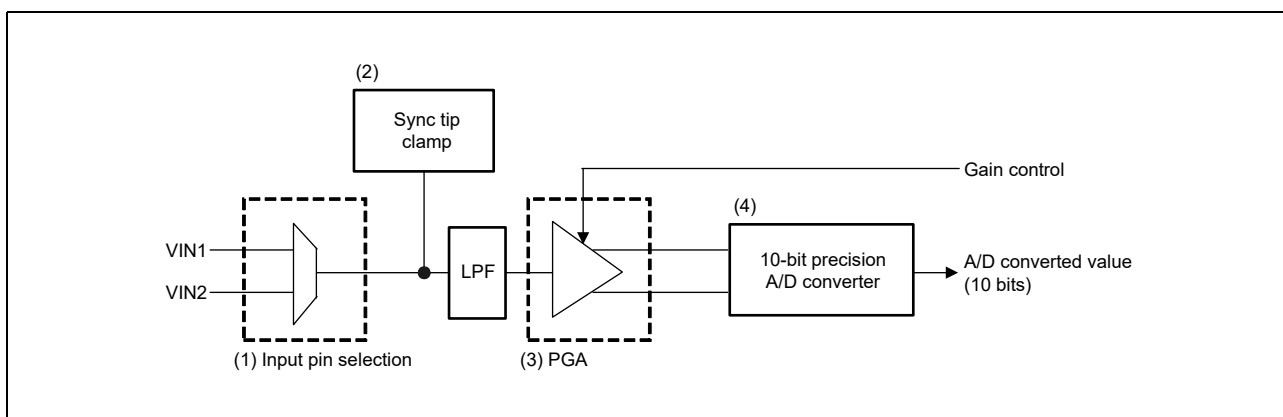 (2)
Sync tip
clamp
Gain control
(4)
VIN1
VIN2
LPF
10-bit precision
A/D converter
A/D converted value
(10 bits)
(1) Input pin selection
(3) PGA